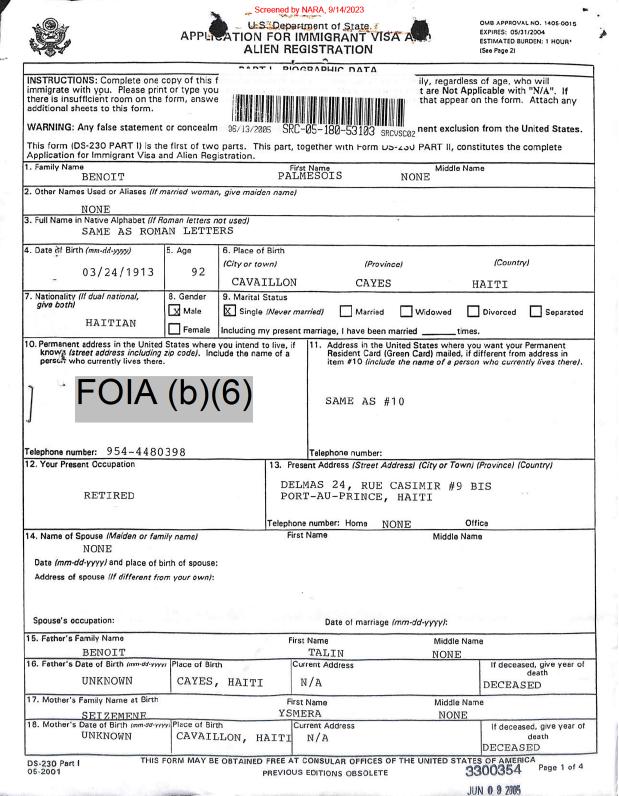 Screened by NARA, 9/14/2023
U.S. Department of State
APPLICATION FOR IMMIGRANT VISA A
ALIEN REGISTRATION
OMB APPROVAL NO. 1405-0015
EXPIRES: 05/31/2004
ESTIMATED BURDEN: 1 HOUR*
(See Page 2)
PART I BIOGRAPHIC DATA
INSTRUCTIONS: Complete one copy of this f ily, regardless of age, who will
immigrate with you. Please print or type you t are Not Applicable with "N/A". If
there is insufficient room on the form, answe that appear on the form. Attach any
additional sheets to this form.
WARNING: Any false statement or concealm 06/13/2005 SRC-05-180-53103 SRCVSC02 nent exclusion from the United States.
This form (DS-230 PART I) is the first of two parts. This part, together with Form DS-230 PART II, constitutes the complete
Application for Immigrant Visa and Alien Registration.
1. Family Name First Name Middle Name
BENOIT PALMESOIS NONE
2. Other Names Used or Aliases (If married woman, give maiden name)
NONE
3. Full Name in Native Alphabet (If Roman letters not used)
SAME AS ROMAN LETTERS
4. Date of Birth (mm-dd-yyyy) 5. Age 6. Place of Birth
(City or town) (Province) (Country)
03/24/1913 92 CAVAILLON CAYES HAITI
7. Nationality (If dual national, give both) 8. Gender 9. Marital Status
HAITIAN
X Male X Single (Never married) Married Widowed Divorced Separated
Female Including my present marriage, I have been married ______ times.
10. Permanent address in the United States where you intend to live, if
known (street address including zip code). Include the name of a
person who currently lives there.
FOIA (b)(6)
Telephone number: 954-4480398
11. Address in the United States where you want your Permanent
Resident Card (Green Card) mailed, if different from address in
item #10 (include the name of a person who currently lives there).
SAME AS #10
Telephone number:
12. Your Present Occupation
RETIRED
13. Present Address (Street Address) (City or Town) (Province) (Country)
DELMAS 24, RUE CASIMIR #9 BIS
PORT-AU-PRINCE, HAITI
Telephone number: Home NONE Office
14. Name of Spouse (Maiden or family name) First Name Middle Name
NONE
Date (mm-dd-yyyy) and place of birth of spouse:
Address of spouse (If different from your own):
Spouse's occupation: Date of marriage (mm-dd-yyyy):
15. Father's Family Name First Name Middle Name
BENOIT TALIN NONE
16. Father's Date of Birth (mm-dd-yyyy) Place of Birth Current Address If deceased, give year of death
UNKNOWN CAYES, HAITI N/A DECEASED
17. Mother's Family Name at Birth First Name Middle Name
SEIZEMENE YSMERA NONE
18. Mother's Date of Birth (mm-dd-yyyy) Place of Birth Current Address If deceased, give year of death
UNKNOWN CAVAILLON, HAITI N/A DECEASED
DS-230 Part I
05-2001
THIS FORM MAY BE OBTAINED FREE AT CONSULAR OFFICES OF THE UNITED STATES OF AMERICA
PREVIOUS EDITIONS OBSOLETE
3300354
Page 1 of 4
JUN 09 2005